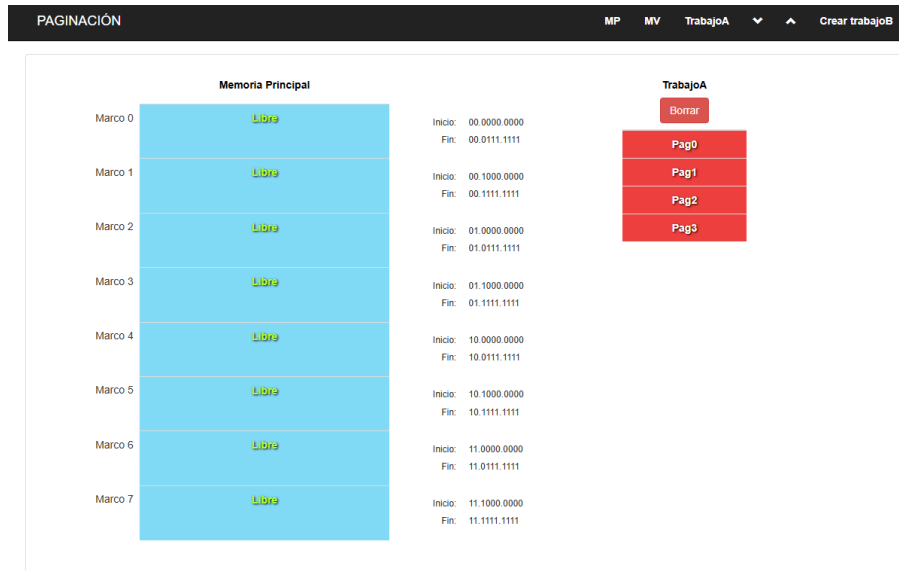 PAGINACIÓN MP MV TrabajoA Crear trabajoB
Memoria Principal
TrabajoA
Borrar
Pag0
Pag1
Pag2
Pag3
Marco 0 Libre Inicio: 00.0000.0000
Fin: 00.0111.1111
Marco 1 Libre Inicio: 00.1000.0000
Fin: 00.1111.1111
Marco 2 Libre Inicio: 01.0000.0000
Fin: 01.0111.1111
Marco 3 Libre Inicio: 01.1000.0000
Fin: 01.1111.1111
Marco 4 Libre Inicio: 10.0000.0000
Fin: 10.0111.1111
Marco 5 Libre Inicio: 10.1000.0000
Fin: 10.1111.1111
Marco 6 Libre Inicio: 11.0000.0000
Fin: 11.0111.1111
Marco 7 Libre Inicio: 11.1000.0000
Fin: 11.1111.1111